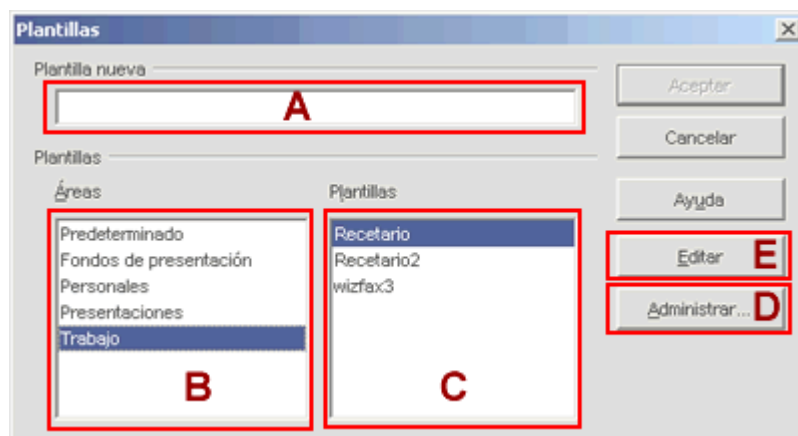 Plantillas
Plantilla nueva
A
Aceptar
Cancelar
Plantillas
Áreas
Plantillas
Ayuda
Predeterminado
Fondos de presentación
Personales
Presentaciones
Trabajo
B
Recetario
Recetario2
wizfax3
C
Editar E
Administrar... D